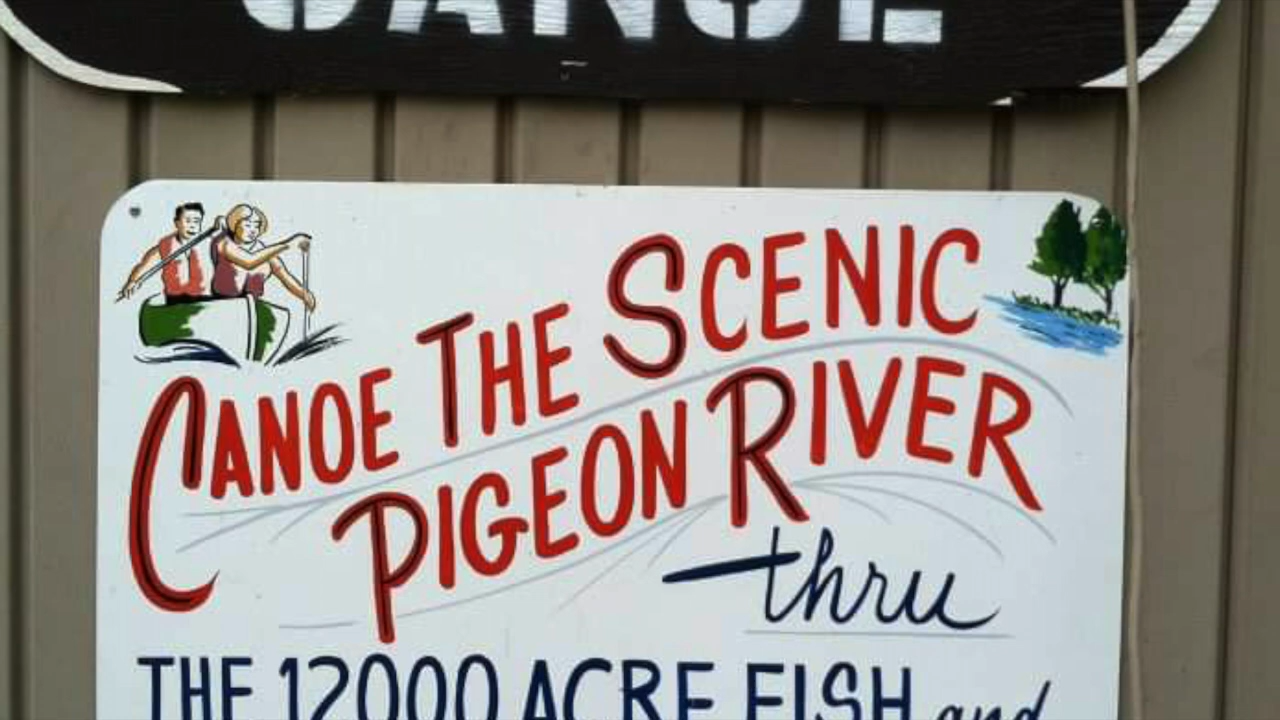 CANOE
CANOE THE SCENIC
PIGEON RIVER
thru
THE 12000 ACRE FISH and